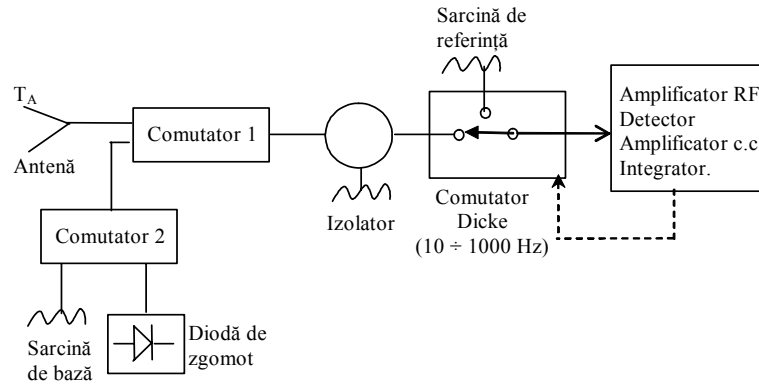 Sarcină de
referință
T_A
Antenă
Comutator 1
Izolator
Comutator
Dicke
(10 ÷ 1000 Hz)
Amplificator RF
Detector
Amplificator c.c
Integrator.
Comutator 2
Sarcină
de bază
Diodă de
zgomot